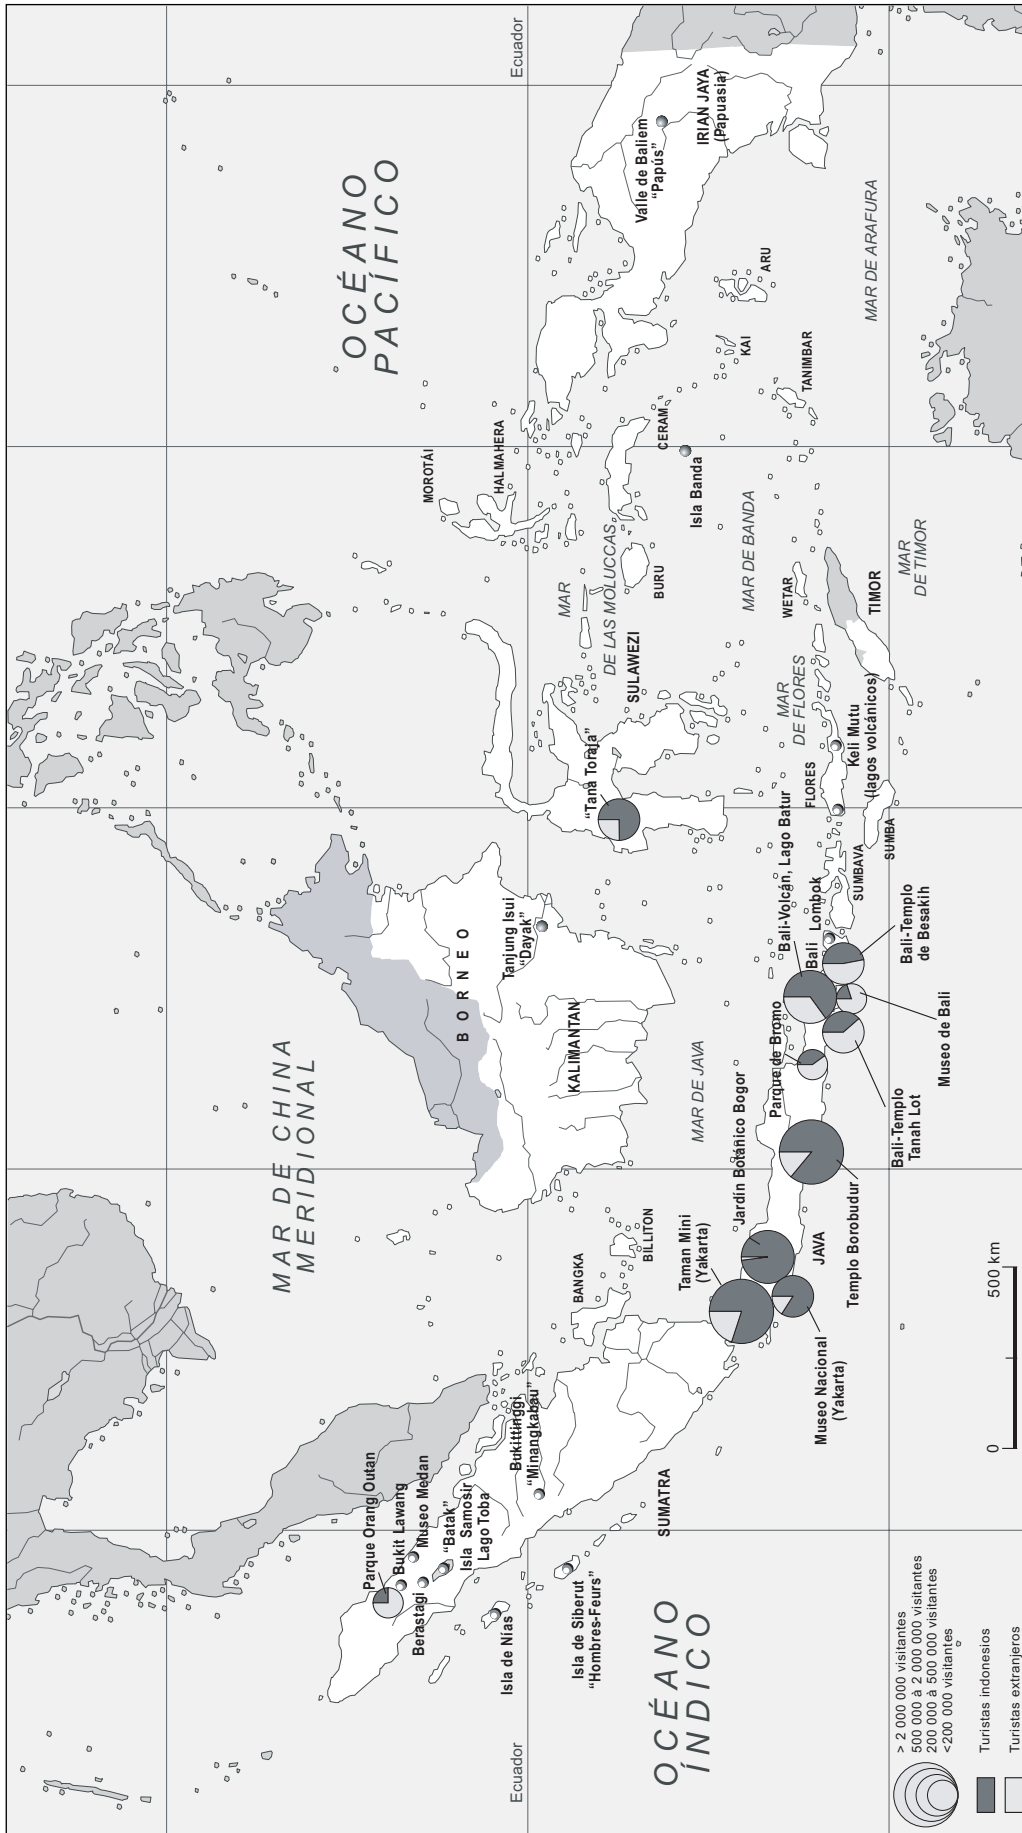 Ecuador
OCÉANO
PACÍFICO
Valle de Baliem
“Papús”
IRIAN JAYA
(Papuasia)
MAR DE ARAFURA
ARU
KAI
TANIMBAR
MOROTÁI
HALMAHERA
CERAM
Isla Banda
MAR DE BANDA
MAR
DE LAS MOLUCCAS
BURU
WETAR
TIMOR
MAR
DE TIMOR
SULAWEZI
MAR
DE FLORES
“Tana Toraja”
FLORES
Keli Mutu
(lagos volcánicos)
SUMBA
SUMBAVA
Bali-Volcán, Lago Batur
Bali
Lombok
Bali-Templo
de Besakih
Museo de Bali
Parque de Bromo
Bali-Templo
Tanah Lot
MAR DE CHINA
MERIDIONAL
BORNEO
Tanjung Isui
“Dayak”
KALIMANTAN
MAR DE JAVA
Jardín Botánico Bogor
Taman Mini
(Yakarta)
JAVA
Templo Borobudur
Museo Nacional
(Yakarta)
BANGKA
BILLITON
Parque Orang Outan
Bukit Lawang
Museo Medan
Berastagi
“Batak”
Isla Samosir
Lago Toba
Bukittinggi
“Minangkabau”
SUMATRA
Isla de Nías
Isla de Siberut
“Hombres-Feurs”
OCÉANO
ÍNDICO
Ecuador
0
500 km
> 2 000 000 visitantes
500 000 à 2 000 000 visitantes
200 000 à 500 000 visitantes
<200 000 visitantes
Turistas indonesios
Turistas extranjeros